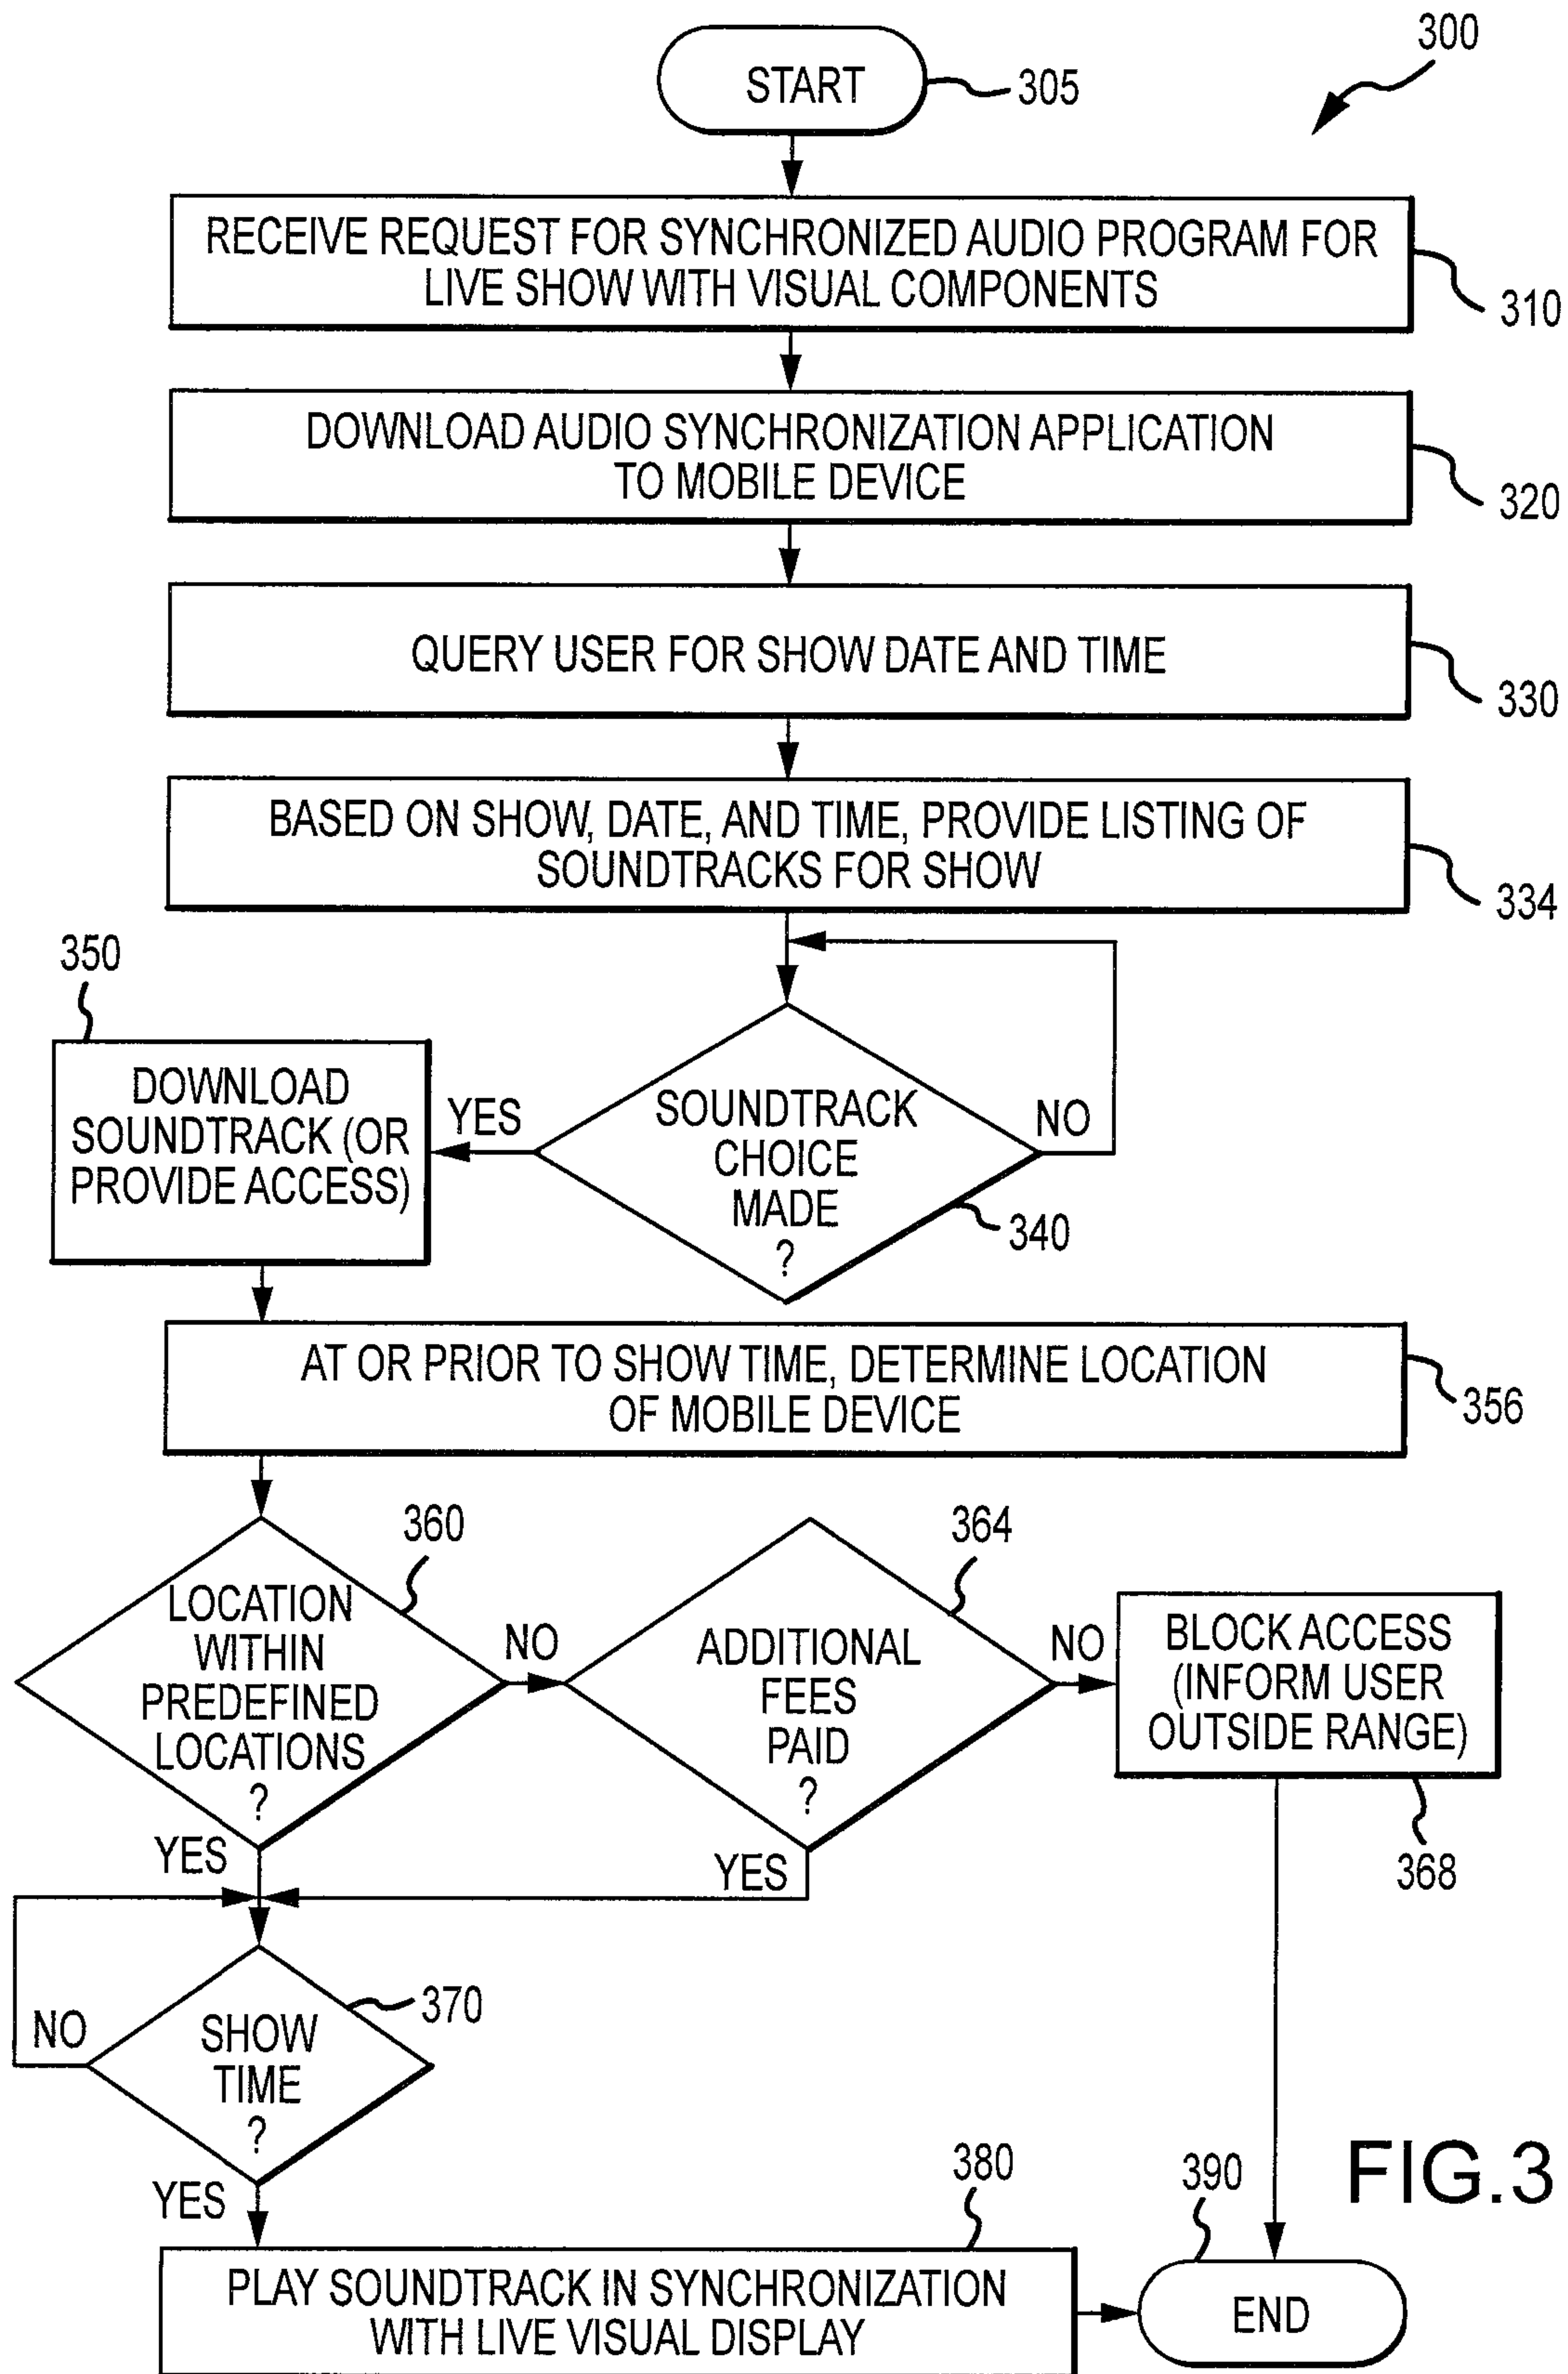 300
START
305
RECEIVE REQUEST FOR SYNCHRONIZED AUDIO PROGRAM FOR
LIVE SHOW WITH VISUAL COMPONENTS
310
DOWNLOAD AUDIO SYNCHRONIZATION APPLICATION
TO MOBILE DEVICE
320
QUERY USER FOR SHOW DATE AND TIME
330
BASED ON SHOW, DATE, AND TIME, PROVIDE LISTING OF
SOUNDTRACKS FOR SHOW
334
350
DOWNLOAD
SOUNDTRACK (OR
PROVIDE ACCESS)
YES
SOUNDTRACK
CHOICE
MADE
?
NO
340
AT OR PRIOR TO SHOW TIME, DETERMINE LOCATION
OF MOBILE DEVICE
356
360
LOCATION
WITHIN
PREDEFINED
LOCATIONS
?
NO
YES
364
ADDITIONAL
FEES
PAID
?
NO
YES
BLOCK ACCESS
(INFORM USER
OUTSIDE RANGE)
368
370
SHOW
TIME
?
NO
YES
380
PLAY SOUNDTRACK IN SYNCHRONIZATION
WITH LIVE VISUAL DISPLAY
390
END
FIG.3